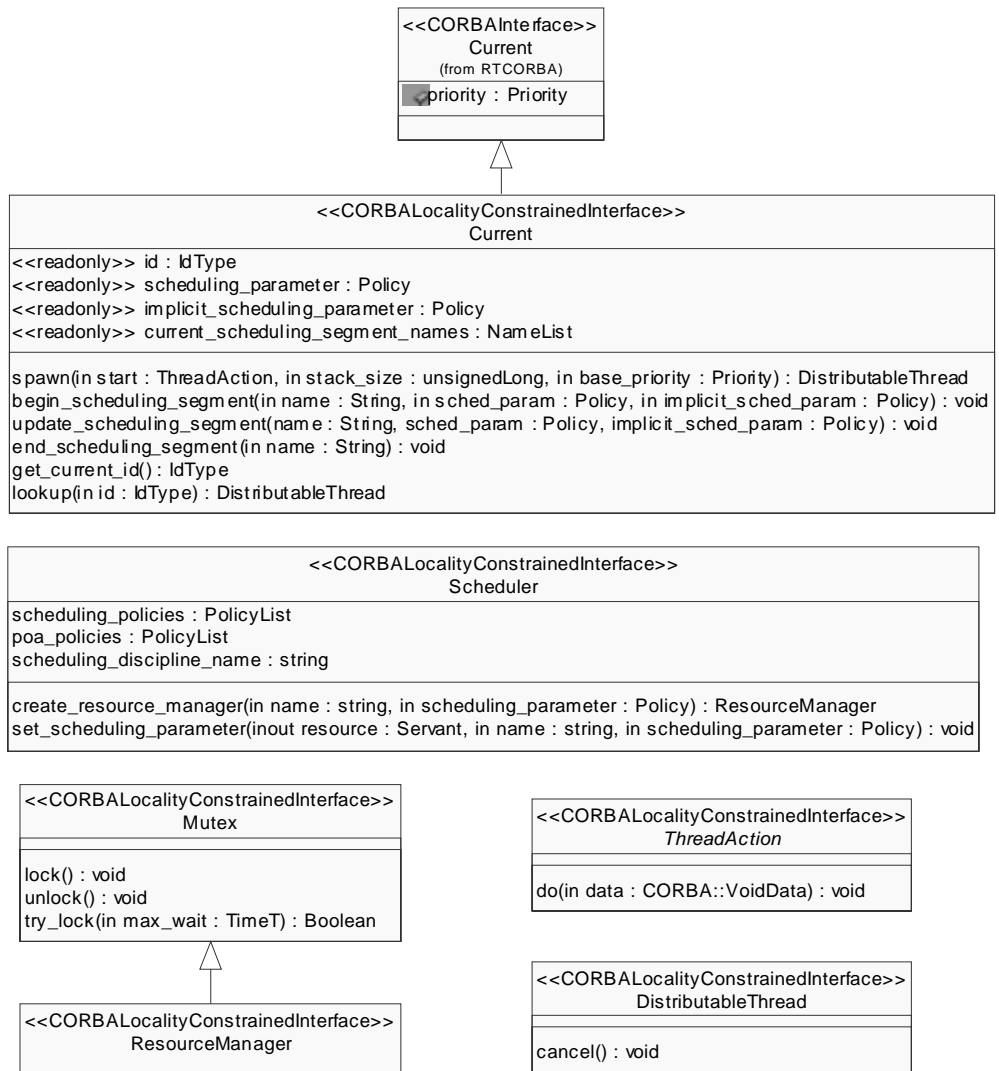 <<CORBAInterface>>
Current
(from RTCORBA)
priority : Priority
<<CORBALocalityConstrainedInterface>>
Current
<<readonly>> id : IdType
<<readonly>> scheduling_parameter : Policy
<<readonly>> implicit_scheduling_parameter : Policy
<<readonly>> current_scheduling_segment_names : NameList
spawn(in start : ThreadAction, in stack_size : unsignedLong, in base_priority : Priority) : DistributableThread
begin_scheduling_segment(in name : String, in sched_param : Policy, in implicit_sched_param : Policy) : void
update_scheduling_segment(name : String, sched_param : Policy, implicit_sched_param : Policy) : void
end_scheduling_segment(in name : String) : void
get_current_id() : IdType
lookup(in id : IdType) : DistributableThread
<<CORBALocalityConstrainedInterface>>
Scheduler
scheduling_policies : PolicyList
poa_policies : PolicyList
scheduling_discipline_name : string
create_resource_manager(in name : string, in scheduling_parameter : Policy) : ResourceManager
set_scheduling_parameter(inout resource : Servant, in name : string, in scheduling_parameter : Policy) : void
<<CORBALocalityConstrainedInterface>>
Mutex
lock() : void
unlock() : void
try_lock(in max_wait : TimeT) : Boolean
<<CORBALocalityConstrainedInterface>>
ThreadAction
do(in data : CORBA::VoidData) : void
<<CORBALocalityConstrainedInterface>>
ResourceManager
<<CORBALocalityConstrainedInterface>>
DistributableThread
cancel() : void